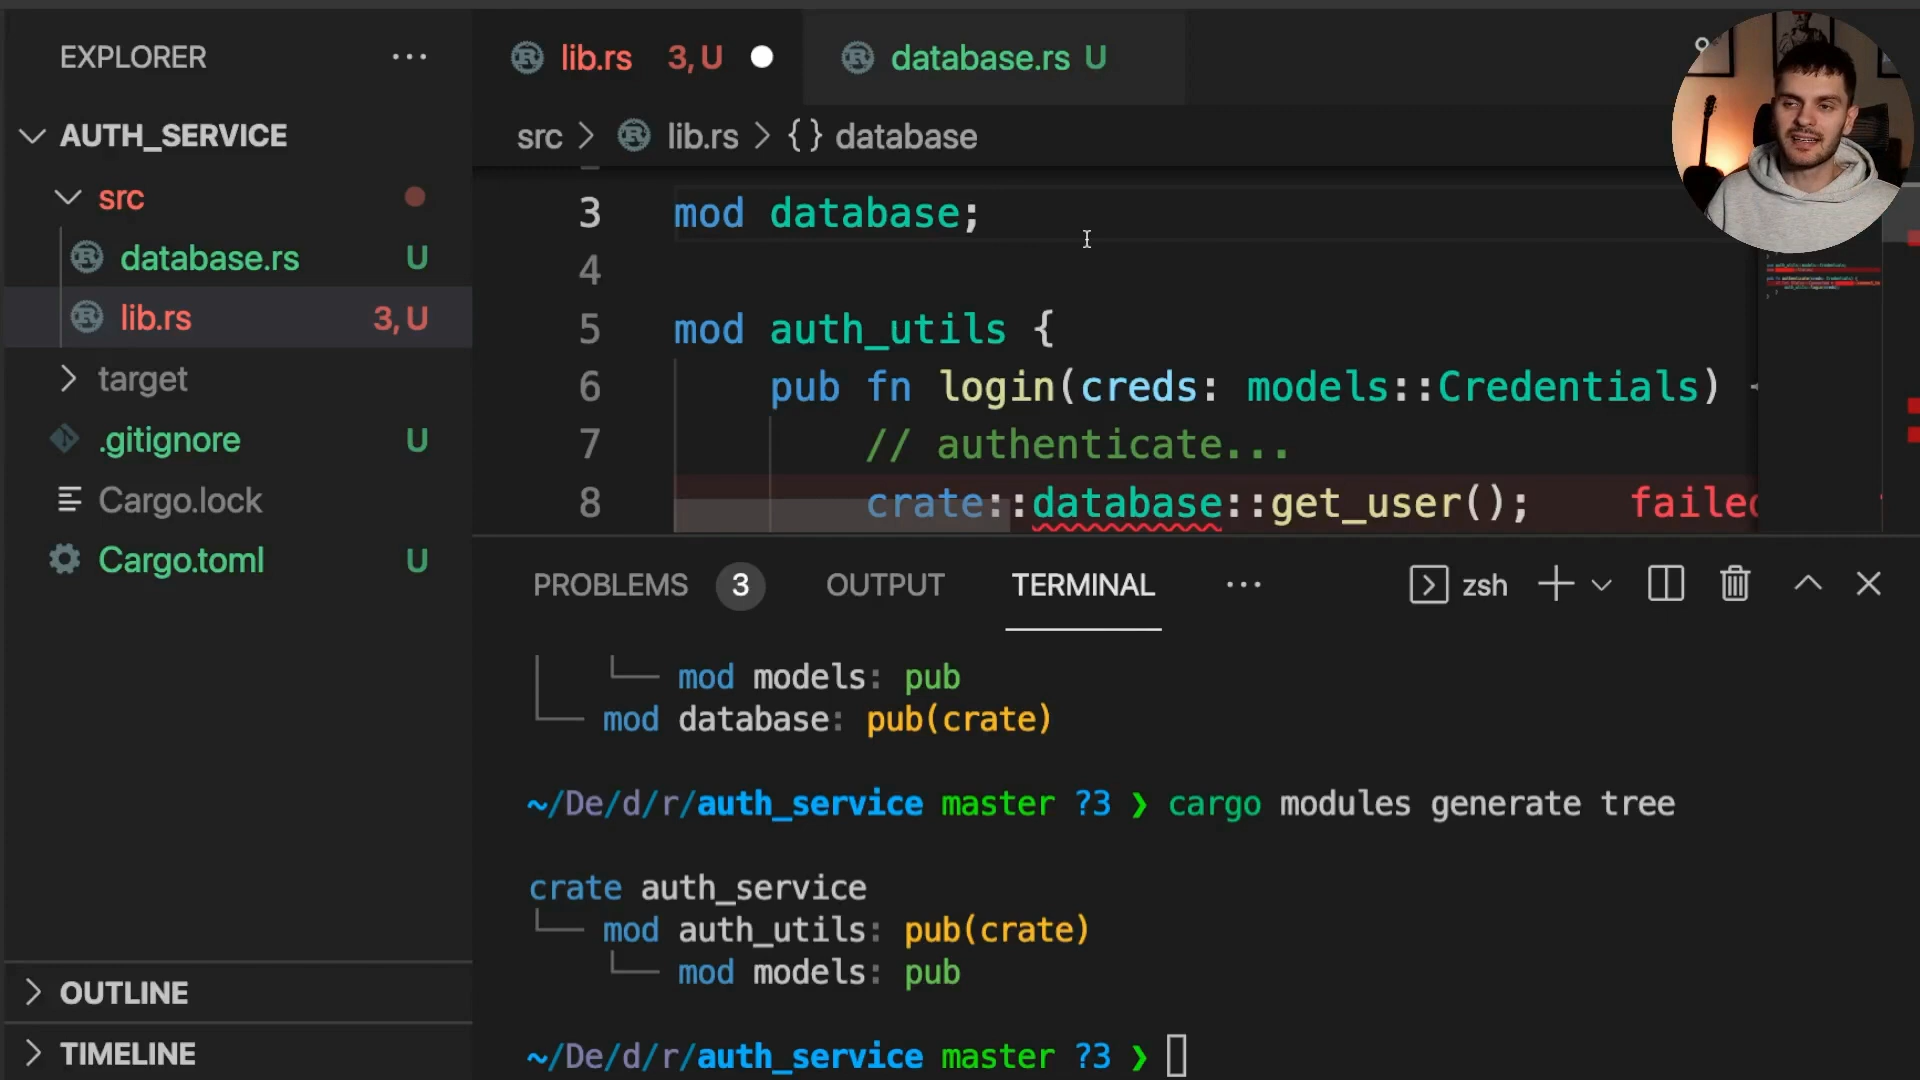 EXPLORER ...
AUTH_SERVICE
src
database.rs U
lib.rs 3, U
target
.gitignore U
Cargo.lock
Cargo.toml U
OUTLINE
TIMELINE
lib.rs 3, U
database.rs U
src > lib.rs > {} database
3 mod database;
4
5 mod auth_utils {
6 pub fn login(creds: models::Credentials)
7 // authenticate...
8 crate::database::get_user(); failed
PROBLEMS 3 OUTPUT TERMINAL ... zsh
└── mod models: pub
└── mod database: pub(crate)
~/De/d/r/auth_service master ?3 ❯ cargo modules generate tree
crate auth_service
└── mod auth_utils: pub(crate)
└── mod models: pub
~/De/d/r/auth_service master ?3 ❯